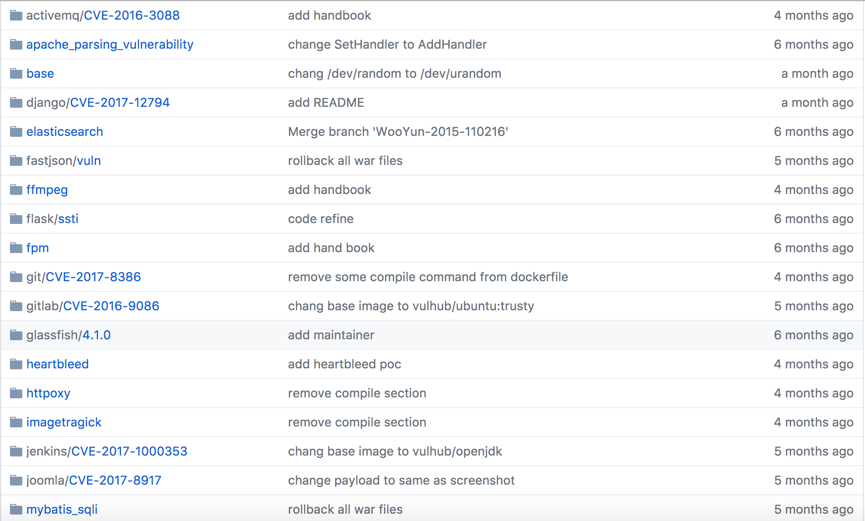 activemq/CVE-2016-3088 add handbook 4 months ago
apache_parsing_vulnerability change SetHandler to AddHandler 6 months ago
base chang /dev/random to /dev/urandom a month ago
django/CVE-2017-12794 add README a month ago
elasticsearch Merge branch 'WooYun-2015-110216' 6 months ago
fastjson/vuln rollback all war files 5 months ago
ffmpeg add handbook 4 months ago
flask/ssti code refine 6 months ago
fpm add hand book 6 months ago
git/CVE-2017-8386 remove some compile command from dockerfile 4 months ago
gitlab/CVE-2016-9086 chang base image to vulhub/ubuntu:trusty 5 months ago
glassfish/4.1.0 add maintainer 6 months ago
heartbleed add heartbleed poc 4 months ago
httpoxy remove compile section 4 months ago
imagetragick remove compile section 4 months ago
jenkins/CVE-2017-1000353 chang base image to vulhub/openjdk 5 months ago
joomla/CVE-2017-8917 change payload to same as screenshot 5 months ago
mybatis_sqli rollback all war files 5 months ago